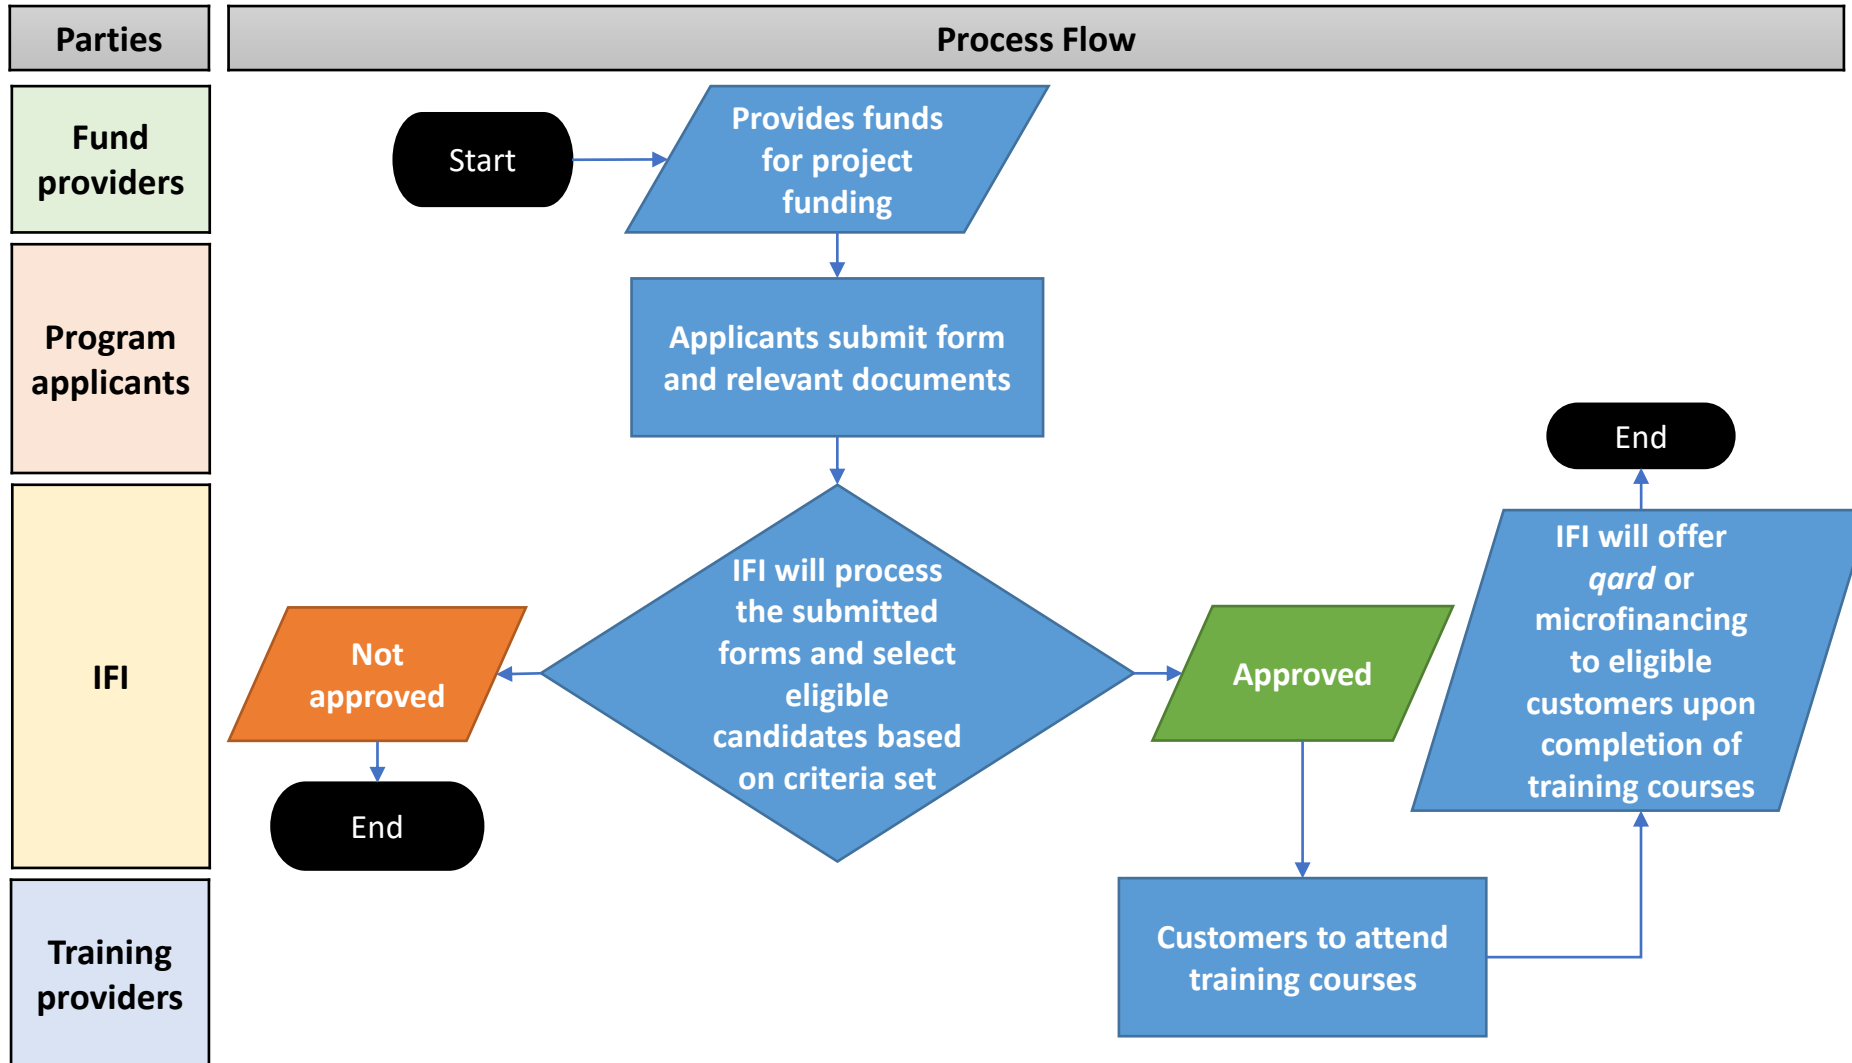 Parties
Process Flow
Fund
providers
Start
Provides funds
for project
funding
Program
applicants
Applicants submit form
and relevant documents
End
IFI
Not
approved
End
IFI will process
the submitted
forms and select
eligible
candidates based
on criteria set
Approved
IFI will offer
qard or
microfinancing
to eligible
customers upon
completion of
training courses
Training
providers
Customers to attend
training courses